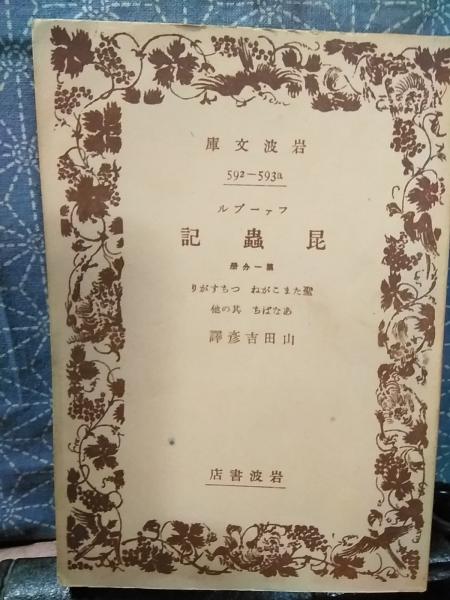 岩波文庫
592—593a
ファーブル
昆蟲記
第一分冊
聖たまこがね つちすがり
あなばち 其の他
山田吉彦譯
岩波書店